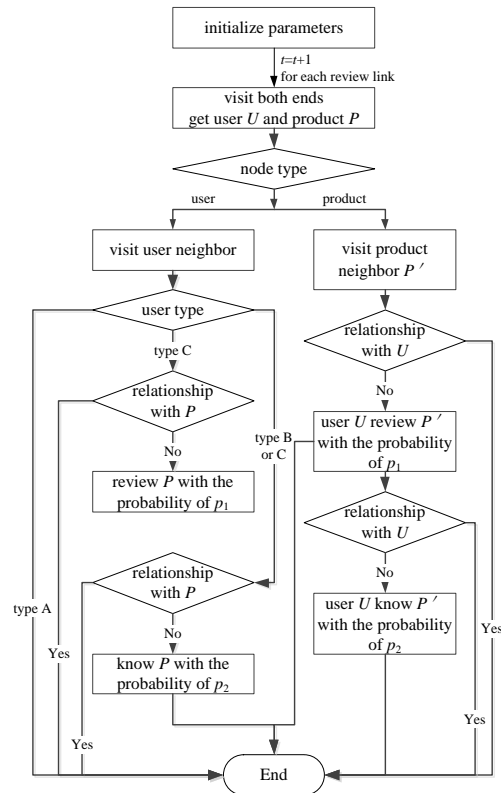 initialize parameters
t=t+1
for each review link
visit both ends
get user U and product P
node type
user
product
visit user neighbor
visit product
neighbor P ′
user type
relationship
with U
type C
relationship
with P
No
type B
or C
user U review P ′
with the probability
of p₁
No
review P with the
probability of p₁
relationship
with U
relationship
with P
No
type A
user U know P ′
with the probability
of p₂
Yes
Yes
No
know P with the
probability of p₂
Yes
Yes
End